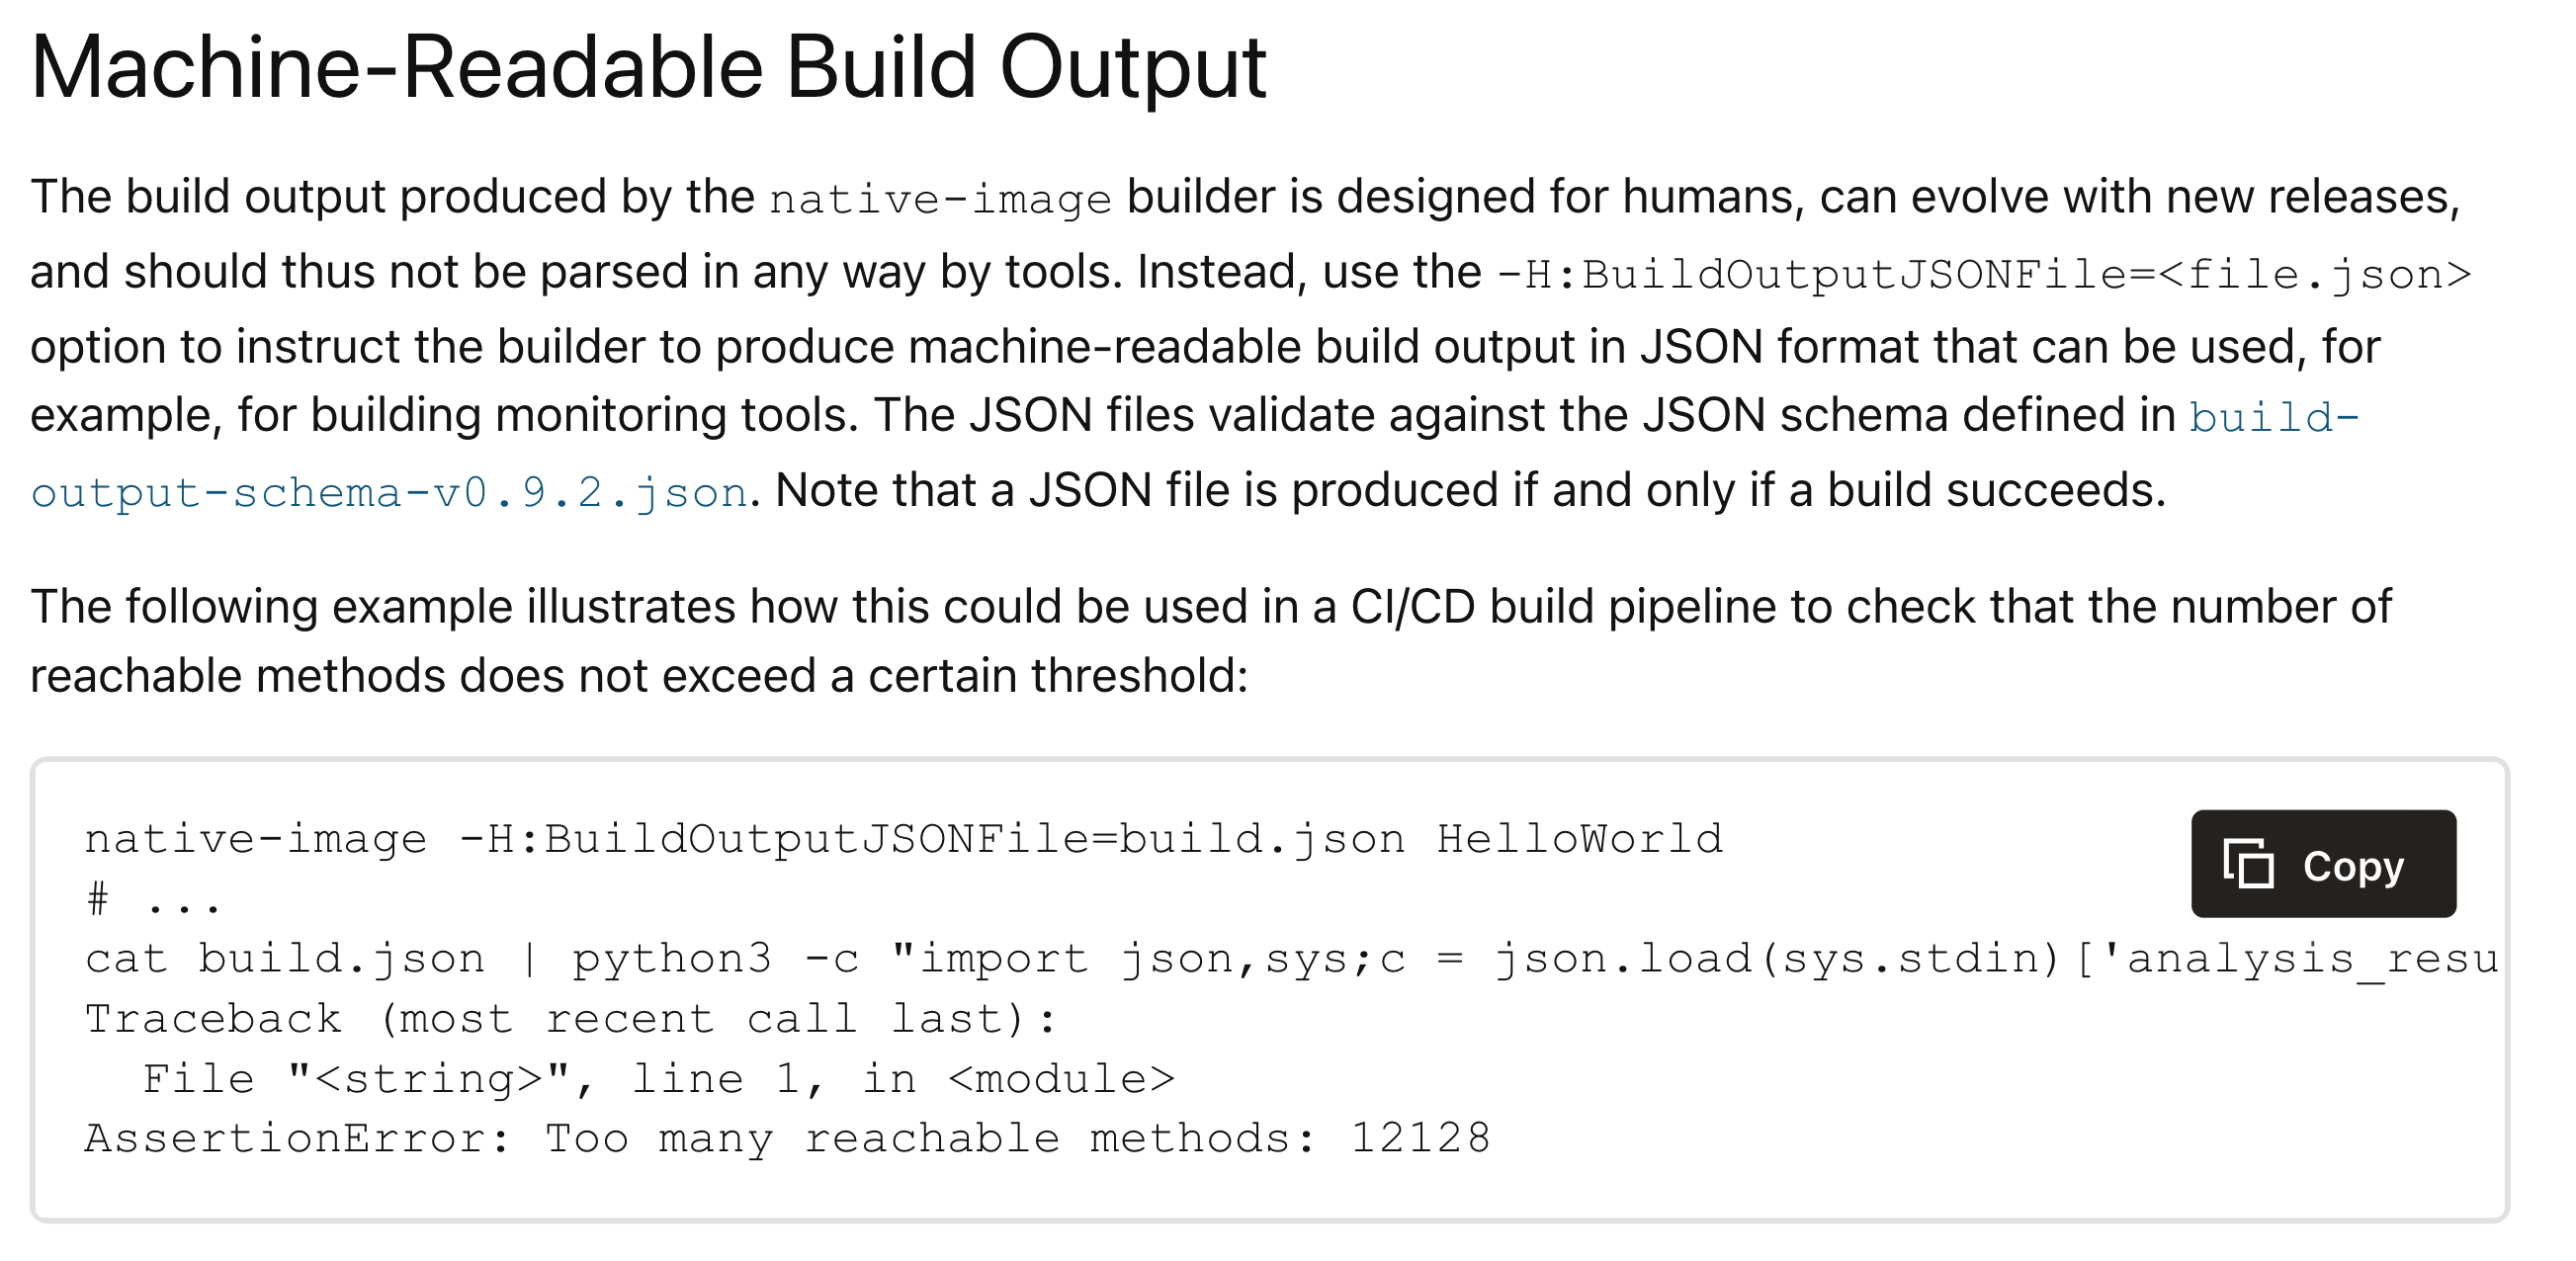 Machine-Readable Build Output
The build output produced by the native-image builder is designed for humans, can evolve with new releases,
and should thus not be parsed in any way by tools. Instead, use the -H:BuildOutputJSONFile=<file.json>
option to instruct the builder to produce machine-readable build output in JSON format that can be used, for
example, for building monitoring tools. The JSON files validate against the JSON schema defined in build-
output-schema-v0.9.2.json. Note that a JSON file is produced if and only if a build succeeds.
The following example illustrates how this could be used in a CI/CD build pipeline to check that the number of
reachable methods does not exceed a certain threshold:
native-image -H:BuildOutputJSONFile=build.json HelloWorld
Copy
# ...
cat build.json | python3 -c "import json,sys;c = json.load(sys.stdin)['analysis_resu
Traceback (most recent call last):
  File "<string>", line 1, in <module>
AssertionError: Too many reachable methods: 12128